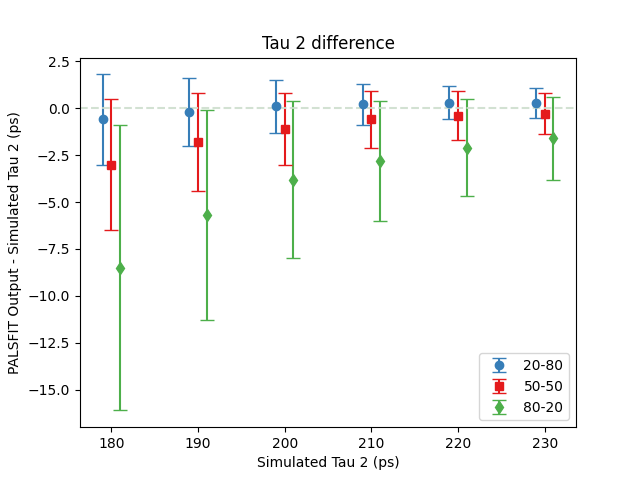 Tau 2 difference
PALSFIT Output - Simulated Tau 2 (ps)
2.5
0.0
−2.5
−5.0
−7.5
−10.0
−12.5
−15.0
20-80
50-50
80-20
180 190 200 210 220 230
Simulated Tau 2 (ps)